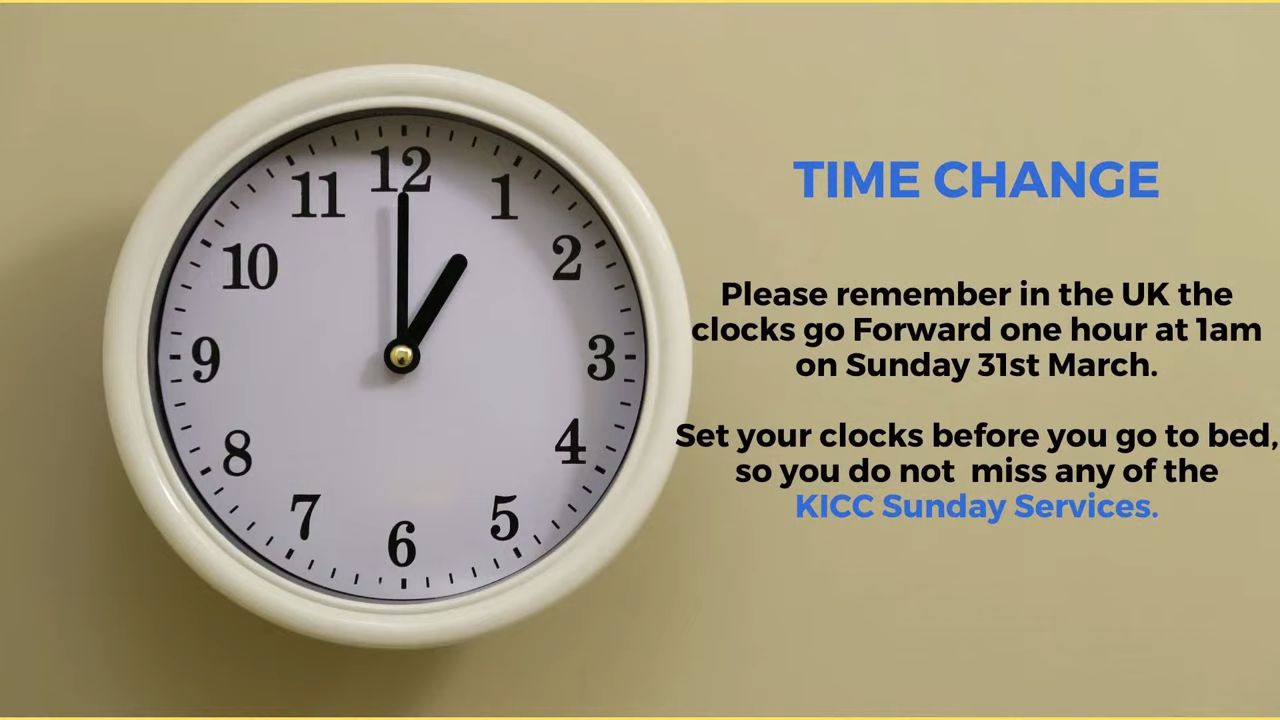 12
1
2
3
4
5
6
7
8
9
10
11
TIME CHANGE
Please remember in the UK the
clocks go Forward one hour at 1am
on Sunday 31st March.
Set your clocks before you go to bed,
so you do not  miss any of the
KICC Sunday Services.